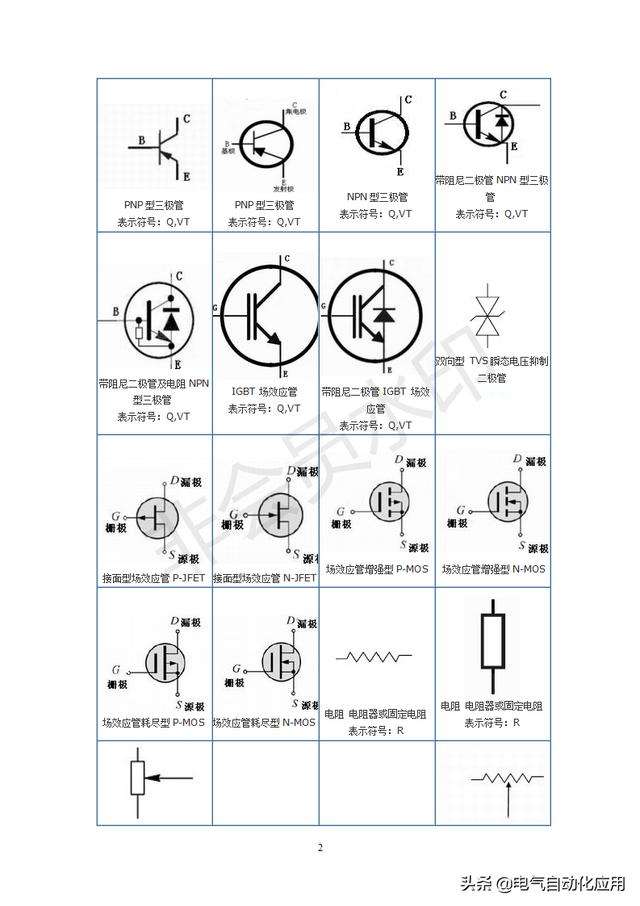 C
B
E
PNP 型三极管
表示符号：Q,VT
C
集电极
B
基极
E
发射极
PNP 型三极管
表示符号：Q,VT
C
B
E
NPN 型三极管
表示符号：Q,VT
C
B
E
带阻尼二极管 NPN 型三极
管
表示符号：Q,VT
C
B
E
带阻尼二极管及电阻 NPN
型三极管
表示符号：Q,VT
C
G
E
IGBT 场效应管
表示符号：Q,VT
C
G
E
带阻尼二极管 IGBT 场效
应管
表示符号：Q,VT
双向型 TVS 瞬态电压抑制
二极管
D 漏极
G
栅极
S 源极
接面型场效应管 P-JFET
D 漏极
G
栅极
S 源极
接面型场效应管 N-JFET
D 漏极
G
栅极
S 源极
场效应管增强型 P-MOS
D 漏极
G
栅极
S 源极
场效应管增强型 N-MOS
D 漏极
G
栅极
S 源极
场效应管耗尽型 P-MOS
D 漏极
G
栅极
S 源极
场效应管耗尽型 N-MOS
电阻 电阻器或固定电阻
表示符号：R
电阻 电阻器或固定电阻
表示符号：R
非会员水印
2
头条 @电气自动化应用